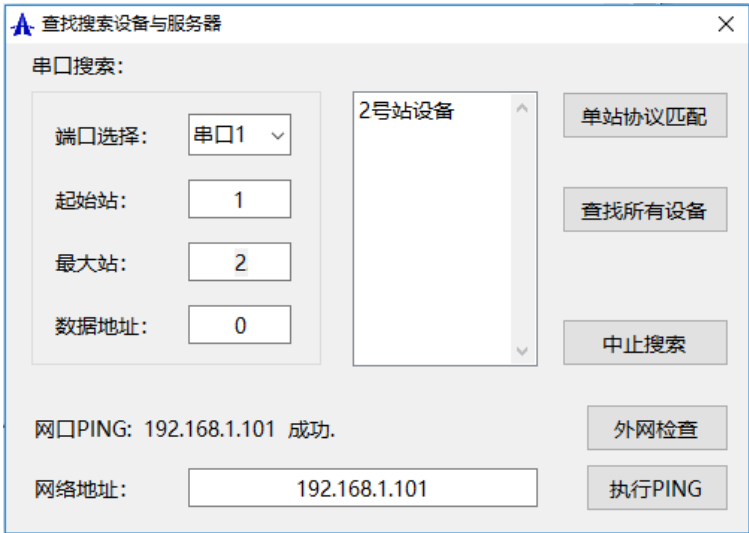 查找搜索设备与服务器
串口搜索：
端口选择： 串口1
起始站： 1
最大站： 2
数据地址： 0
2号站设备
单站协议匹配
查找所有设备
中止搜索
网口PING: 192.168.1.101 成功.
外网检查
网络地址： 192.168.1.101
执行PING